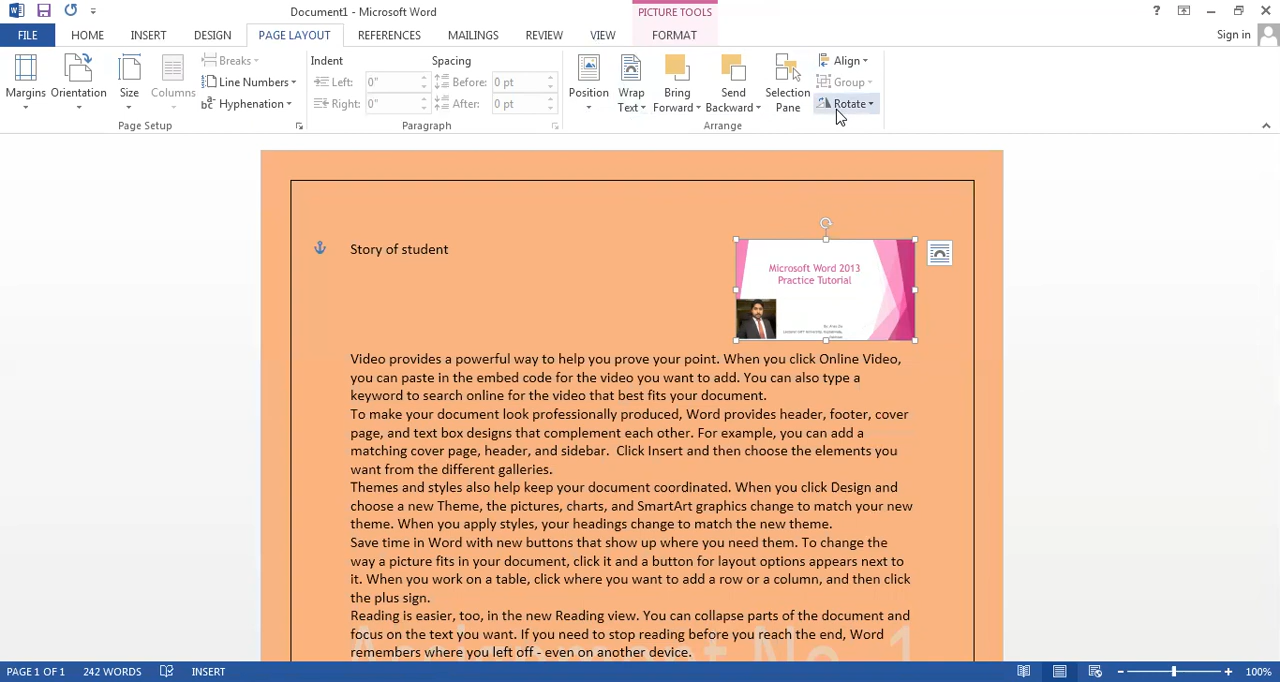 Document1 - Microsoft Word
PICTURE TOOLS
?
FILE
HOME
INSERT
DESIGN
PAGE LAYOUT
REFERENCES
MAILINGS
REVIEW
VIEW
FORMAT
Sign in
Margins
Orientation
Size
Columns
Breaks
Line Numbers
Hyphenation
Page Setup
Indent
Left: 0"
Right: 0"
Spacing
Before: 0 pt
After: 0 pt
Paragraph
Position
Wrap
Text
Bring
Forward
Send
Backward
Selection
Pane
Align
Group
Rotate
Arrange
Story of student
Microsoft Word 2013
Practice Tutorial
Video provides a powerful way to help you prove your point. When you click Online Video,
you can paste in the embed code for the video you want to add. You can also type a
keyword to search online for the video that best fits your document.
To make your document look professionally produced, Word provides header, footer, cover
page, and text box designs that complement each other. For example, you can add a
matching cover page, header, and sidebar.  Click Insert and then choose the elements you
want from the different galleries.
Themes and styles also help keep your document coordinated. When you click Design and
choose a new Theme, the pictures, charts, and SmartArt graphics change to match your new
theme. When you apply styles, your headings change to match the new theme.
Save time in Word with new buttons that show up where you need them. To change the
way a picture fits in your document, click it and a button for layout options appears next to
it. When you work on a table, click where you want to add a row or a column, and then click
the plus sign.
Reading is easier, too, in the new Reading view. You can collapse parts of the document and
focus on the text you want. If you need to stop reading before you reach the end, Word
remembers where you left off - even on another device.
Assignment No. 1
PAGE 1 OF 1
242 WORDS
INSERT
100%